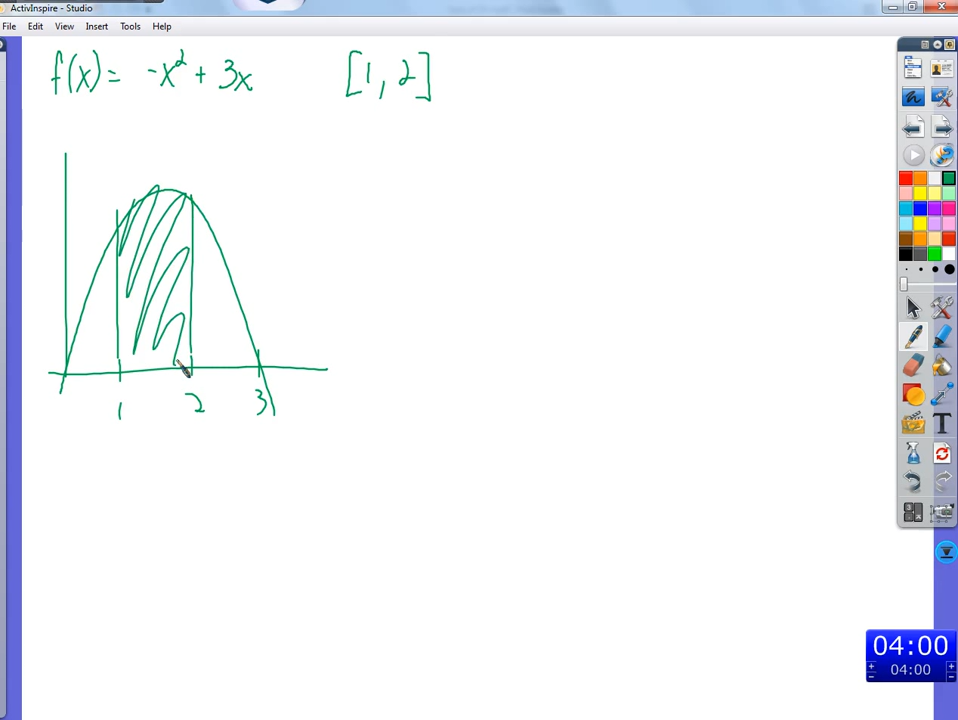 ActivInspire - Studio
File Edit View Insert Tools Help
f(x) = -x² + 3x [1, 2]
1 2 3
04:00
04:00